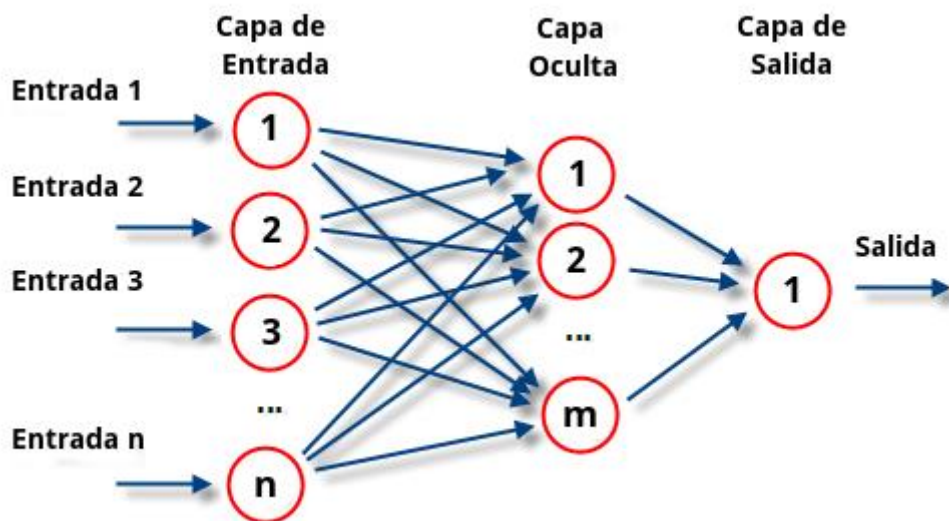 Capa de
Entrada
Capa
Oculta
Capa de
Salida
Entrada 1
Entrada 2
Entrada 3
Entrada n
1
2
3
...
n
1
2
...
m
1
Salida